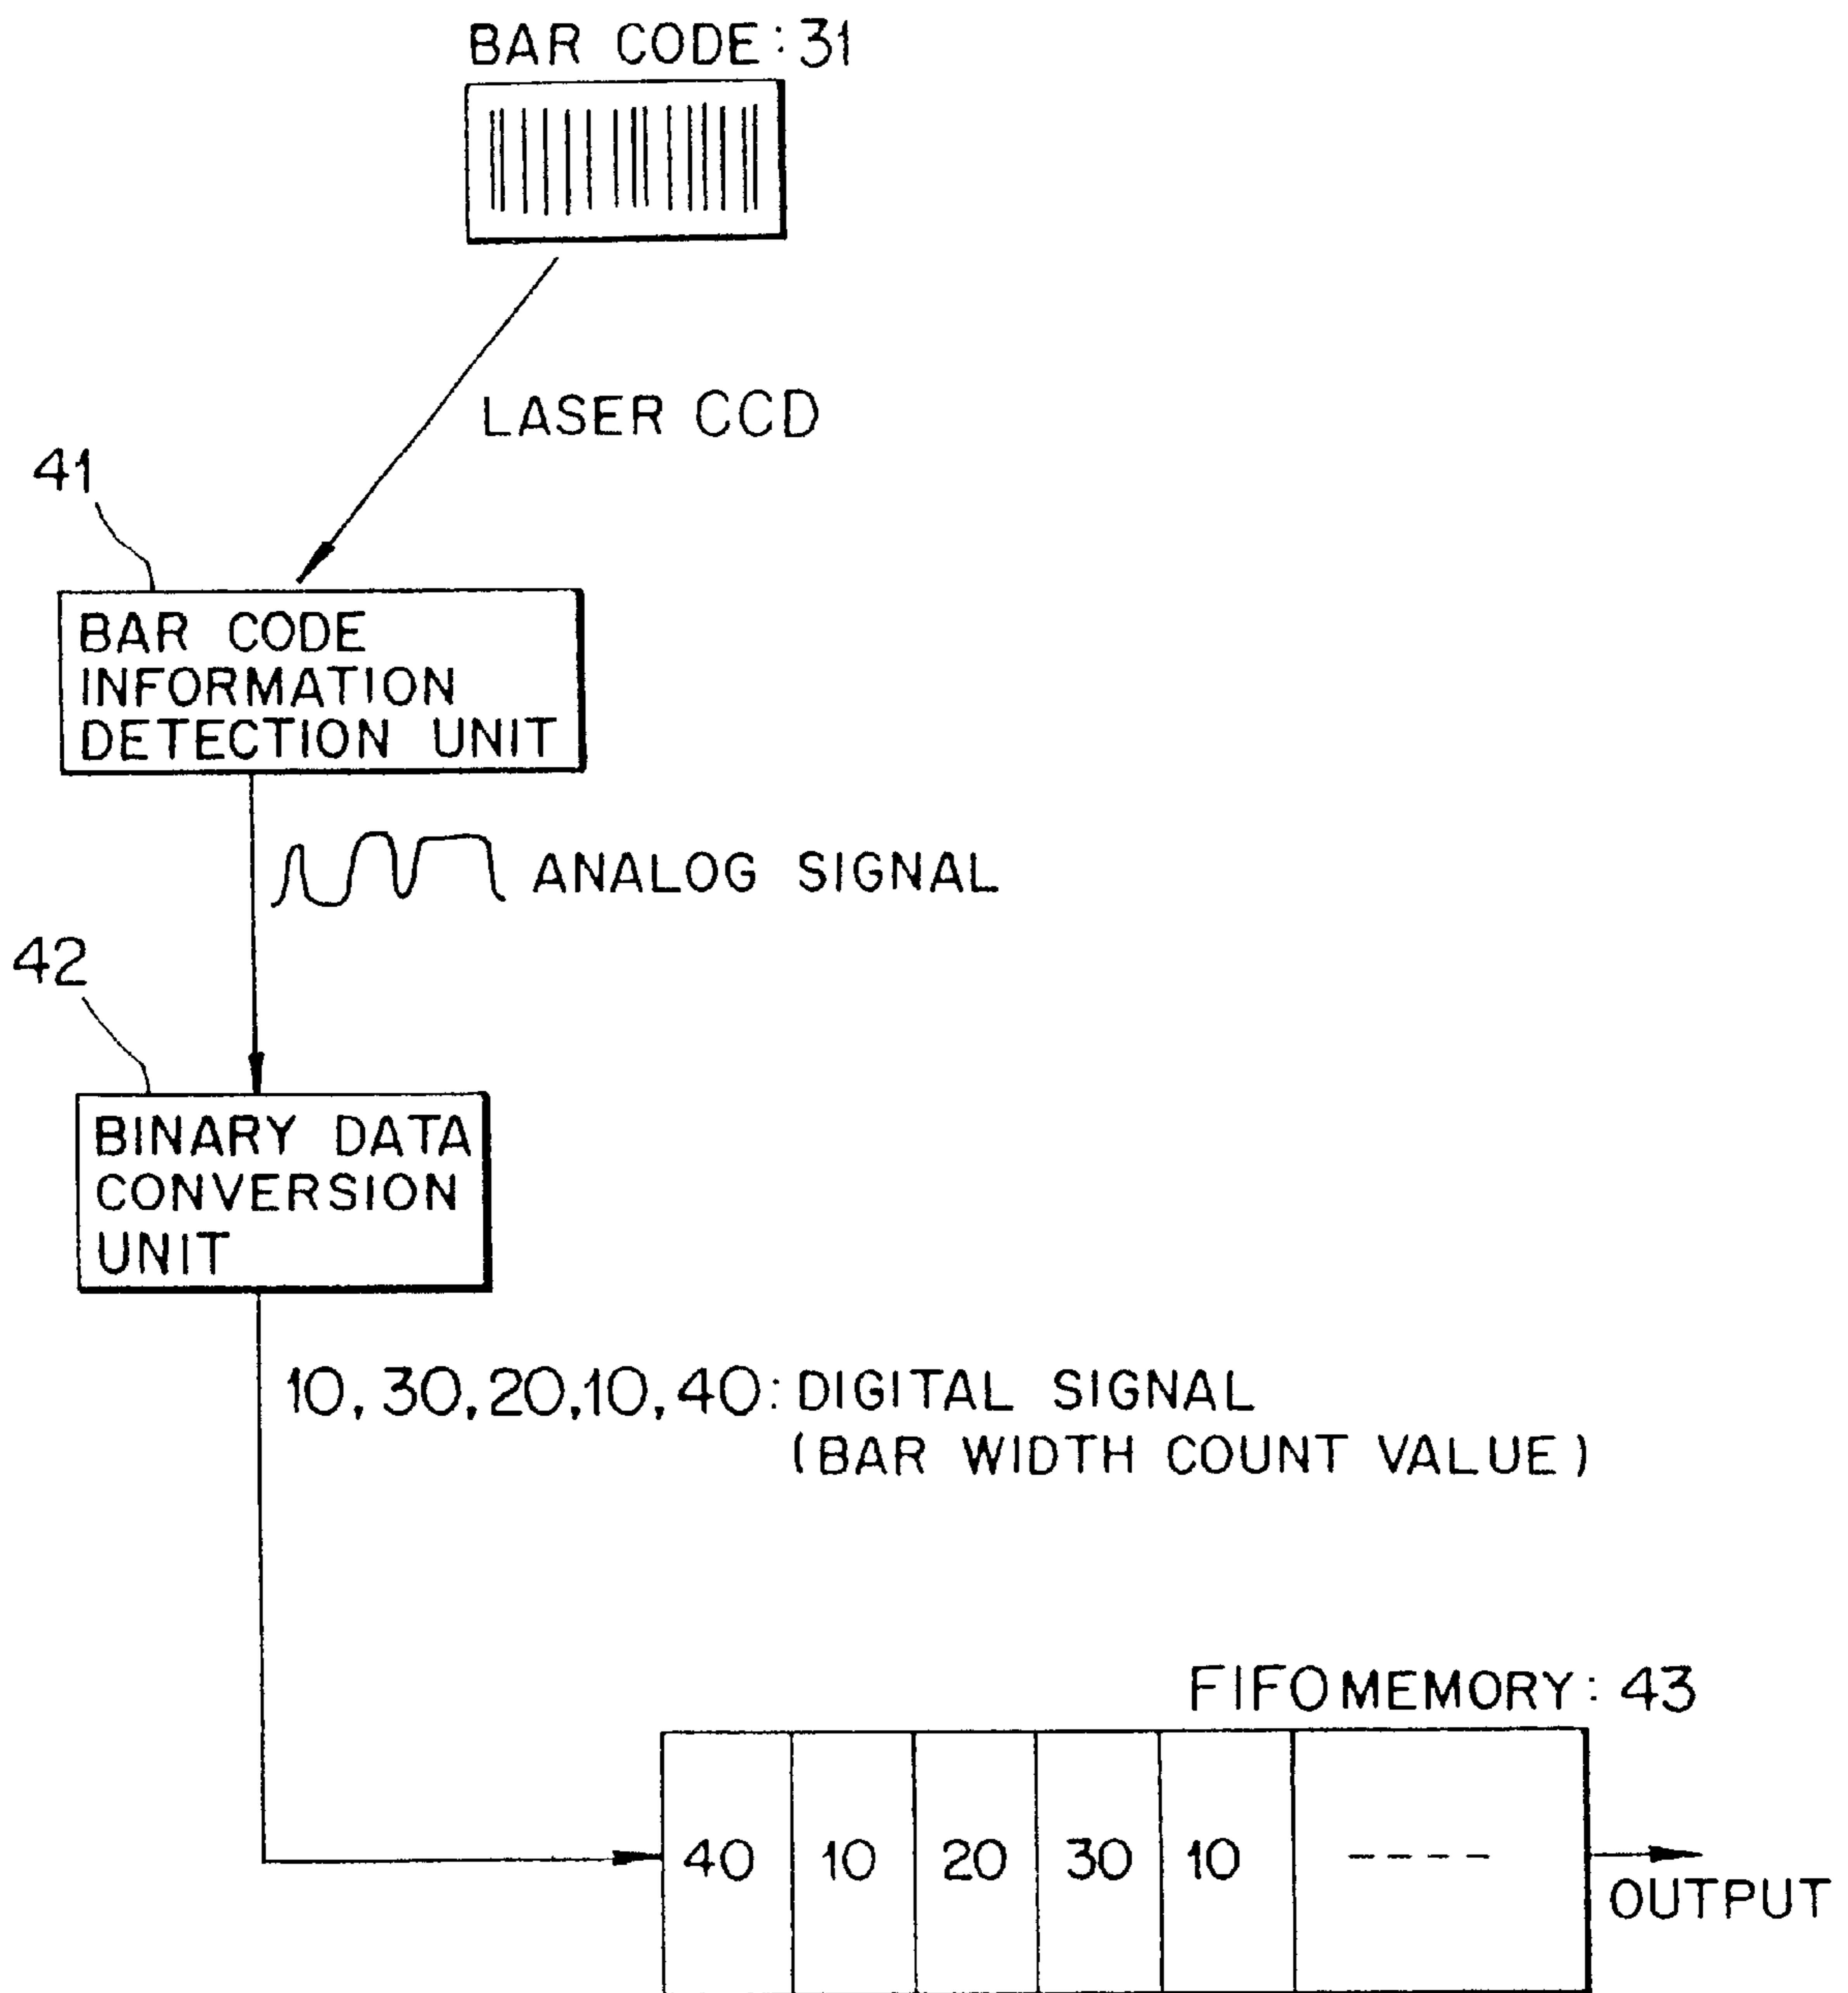 BAR CODE: 31
LASER CCD
41
BAR CODE
INFORMATION
DETECTION UNIT
ANALOG SIGNAL
42
BINARY DATA
CONVERSION
UNIT
10, 30, 20, 10, 40: DIGITAL SIGNAL
(BAR WIDTH COUNT VALUE)
FIFO MEMORY: 43
40 10 20 30 10 ----
OUTPUT